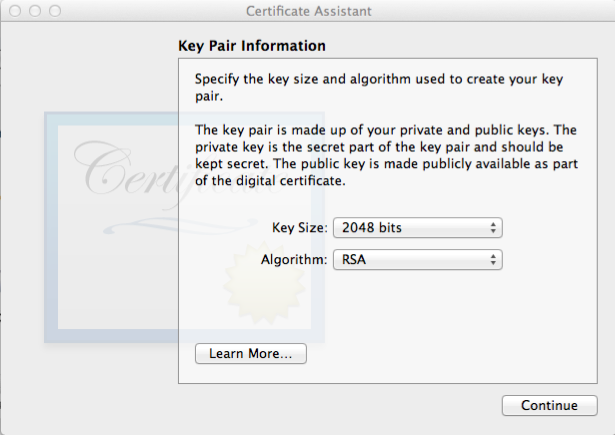 Certificate Assistant
Key Pair Information
Specify the key size and algorithm used to create your key
pair.
The key pair is made up of your private and public keys. The
private key is the secret part of the key pair and should be
kept secret. The public key is made publicly available as part
of the digital certificate.
Key Size: 2048 bits
Algorithm: RSA
Learn More...
Continue